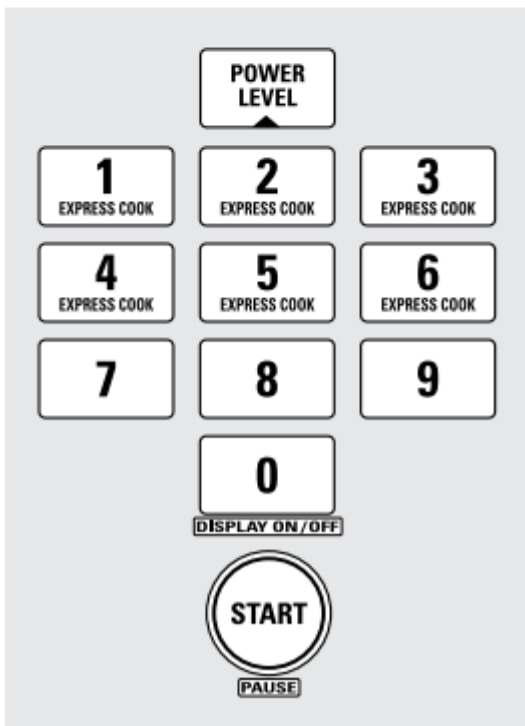 POWER
LEVEL
1 2 3
EXPRESS COOK EXPRESS COOK EXPRESS COOK
4 5 6
EXPRESS COOK EXPRESS COOK EXPRESS COOK
7 8 9
0
DISPLAY ON/OFF
START
PAUSE